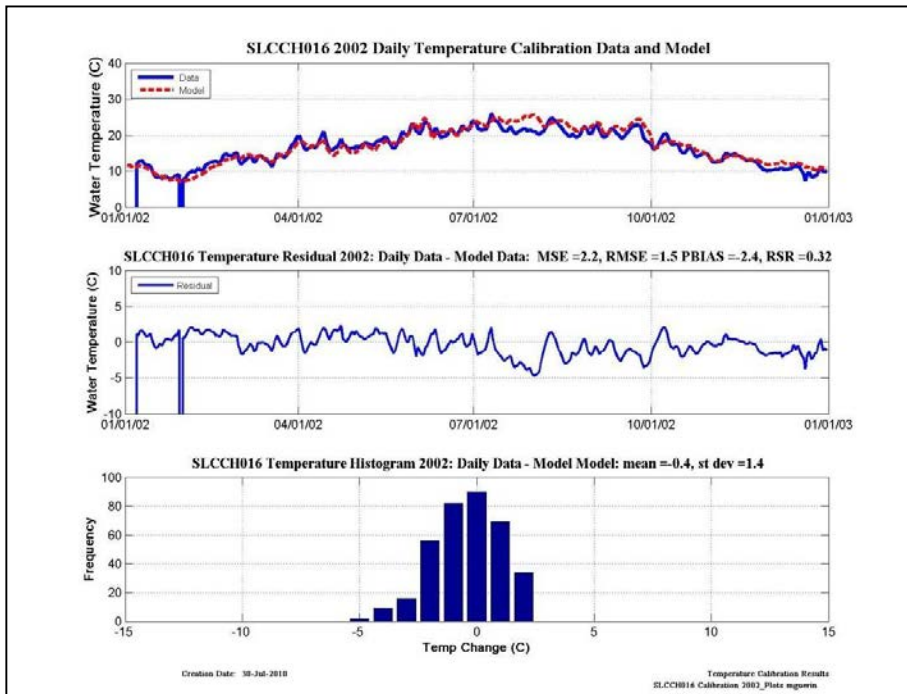 SLCCH016 2002 Daily Temperature Calibration Data and Model
Water Temperature (C)
40
30
20
10
0
Data
Model
01/01/02 04/01/02 07/01/02 10/01/02 01/01/03
SLCCH016 Temperature Residual 2002: Daily Data - Model Data: MSE =2.2, RMSE =1.5 PBIAS =-2.4, RSR =0.32
Water Temperature (C)
10
5
0
-5
-10
Residual
01/01/02 04/01/02 07/01/02 10/01/02 01/01/03
SLCCH016 Temperature Histogram 2002: Daily Data - Model Model: mean =-0.4, st dev =1.4
Frequency
100
80
60
40
20
0
-15 -10 -5 0 5 10 15
Temp Change (C)
Creation Date: 30-Jul-2010
Temperature Calibration Results
SLCCH016 Calibration 2002_Plots mguerin